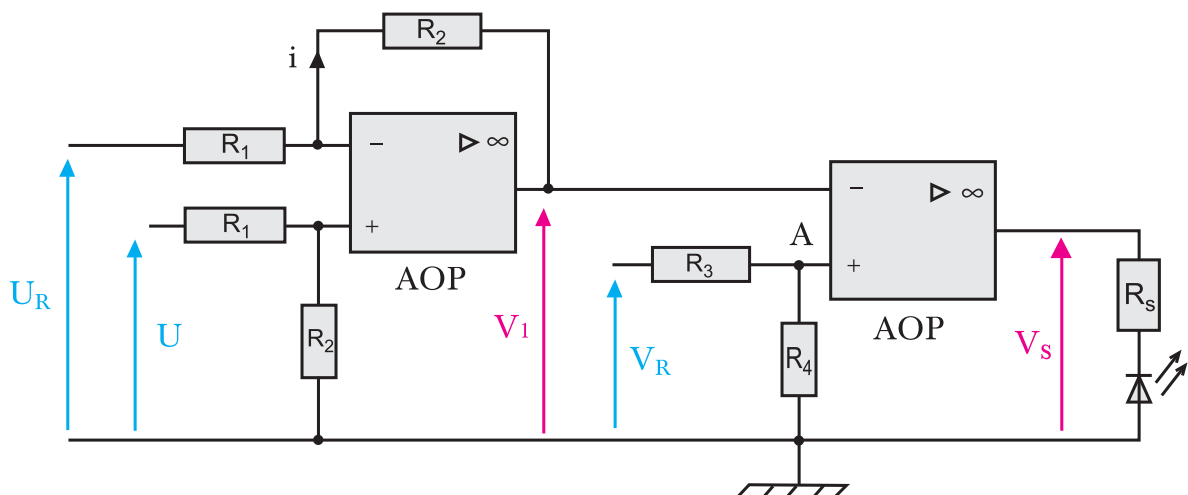 R2
i
R1
− ▷ ∞
R1
+
AOP
− ▷ ∞
A
R3
+
UR
U
R2
V1
VR
R4
AOP
Vs
Rs